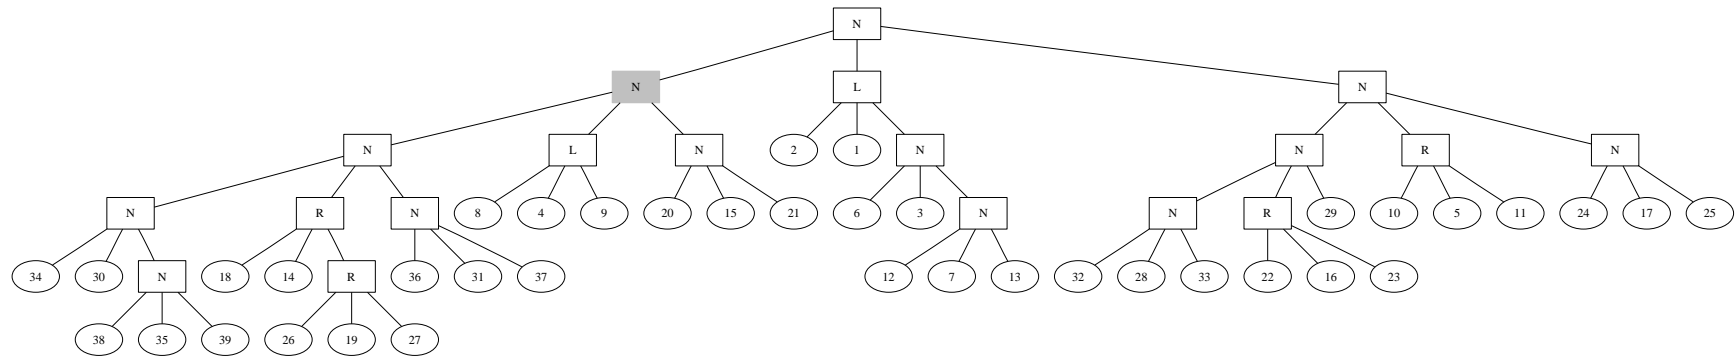 N
N L N
N L N 2 1 N N R N
N R N 8 4 9 20 15 21 6 3 N N R 29 10 5 11 24 17 25
34 30 N 18 14 R 36 31 37 12 7 13 32 28 33 22 16 23
38 35 39 26 19 27